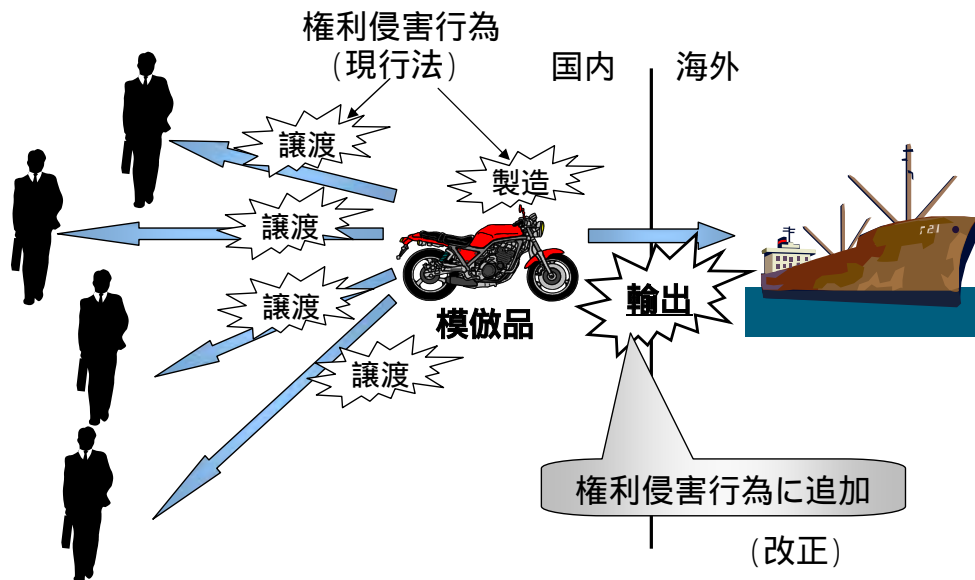 権利侵害行為
(現行法)
国内
海外
譲渡
製造
譲渡
譲渡
輸出
模倣品
譲渡
権利侵害行為に追加
(改正)